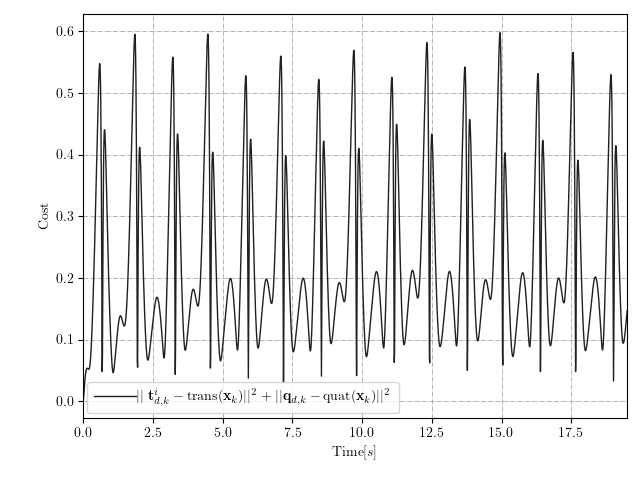 0.6
0.5
0.4
0.3
0.2
0.1
0.0
Cost
|| t^i_{d,k} − trans(x_k)||² + ||q_{d,k} − quat(x_k)||²
0.0 2.5 5.0 7.5 10.0 12.5 15.0 17.5
Time[s]